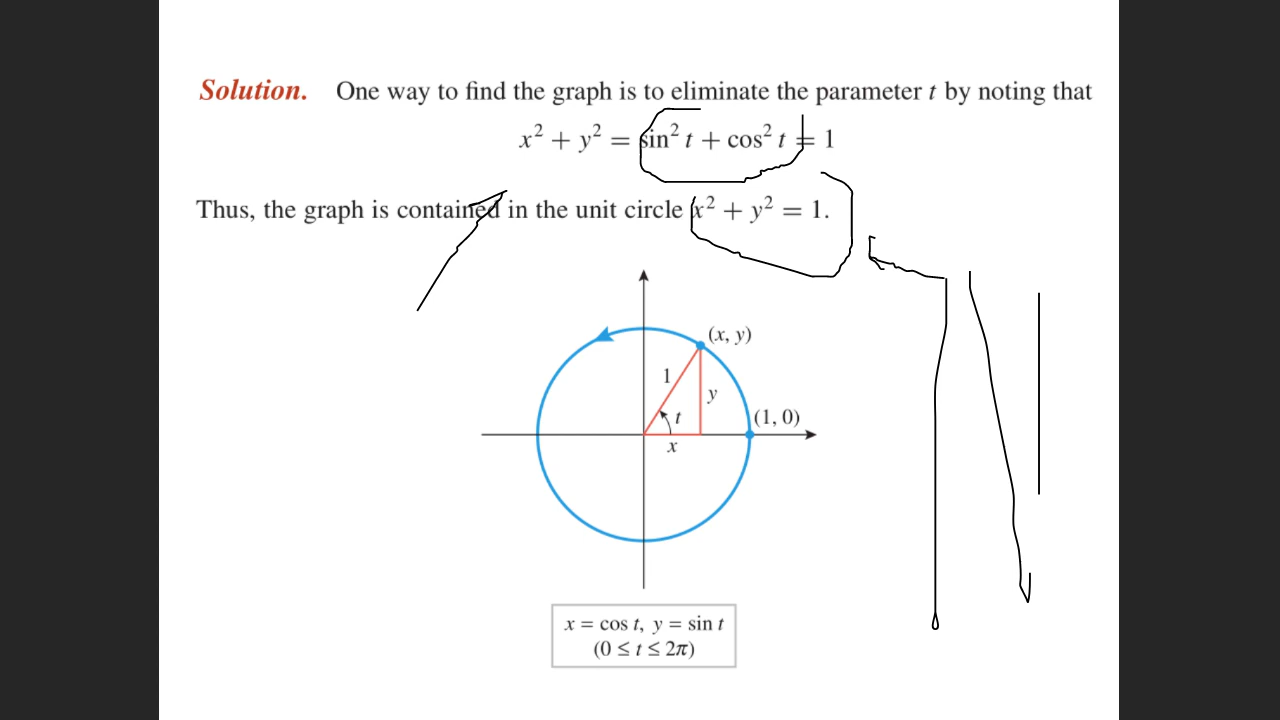 Solution. One way to find the graph is to eliminate the parameter t by noting that
x² + y² = sin² t + cos² t = 1
Thus, the graph is contained in the unit circle x² + y² = 1.
(x, y)
1
y
t
(1, 0)
x
x = cos t, y = sin t
(0 ≤ t ≤ 2π)